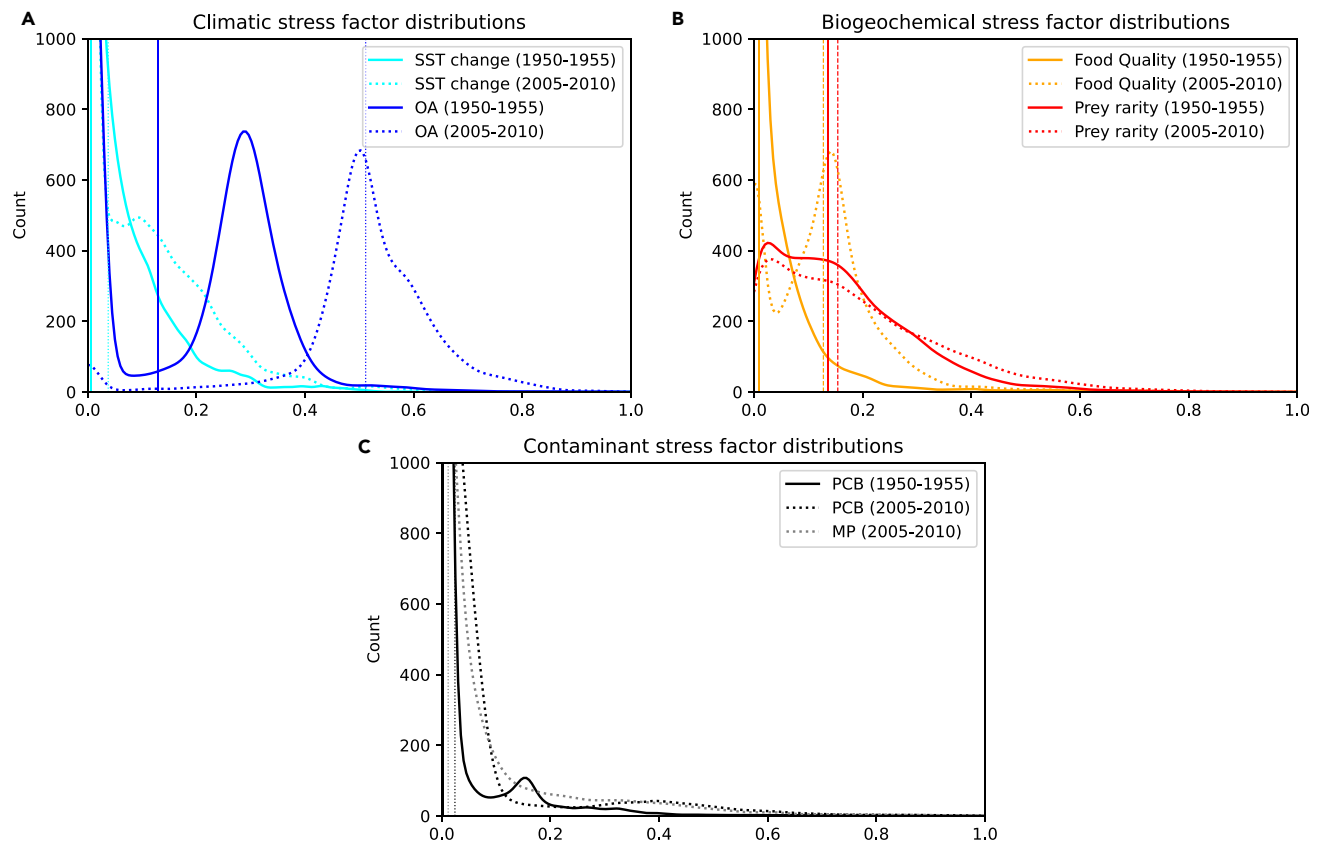 A
Climatic stress factor distributions
1000
800
600
400
200
0
Count
0.0 0.2 0.4 0.6 0.8 1.0
SST change (1950-1955)
SST change (2005-2010)
OA (1950-1955)
OA (2005-2010)
B
Biogeochemical stress factor distributions
1000
800
600
400
200
0
Count
0.0 0.2 0.4 0.6 0.8 1.0
Food Quality (1950-1955)
Food Quality (2005-2010)
Prey rarity (1950-1955)
Prey rarity (2005-2010)
C
Contaminant stress factor distributions
1000
800
600
400
200
0
Count
0.0 0.2 0.4 0.6 0.8 1.0
PCB (1950-1955)
PCB (2005-2010)
MP (2005-2010)